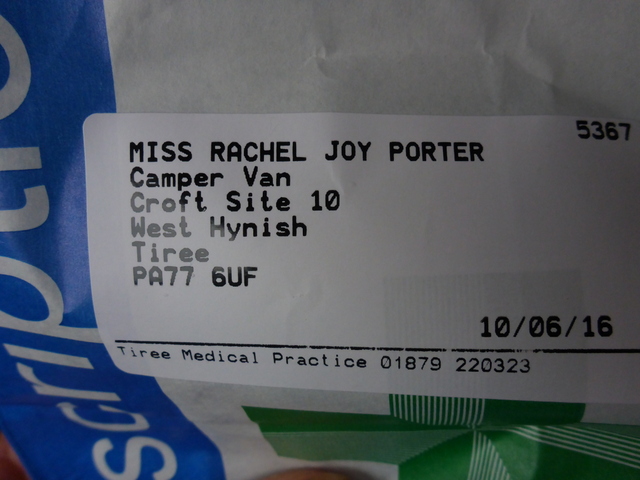 5367
MISS RACHEL JOY PORTER
Camper Van
Croft Site 10
West Hynish
Tiree
PA77 6UF
10/06/16
Tiree Medical Practice 01879 220323
scriptio